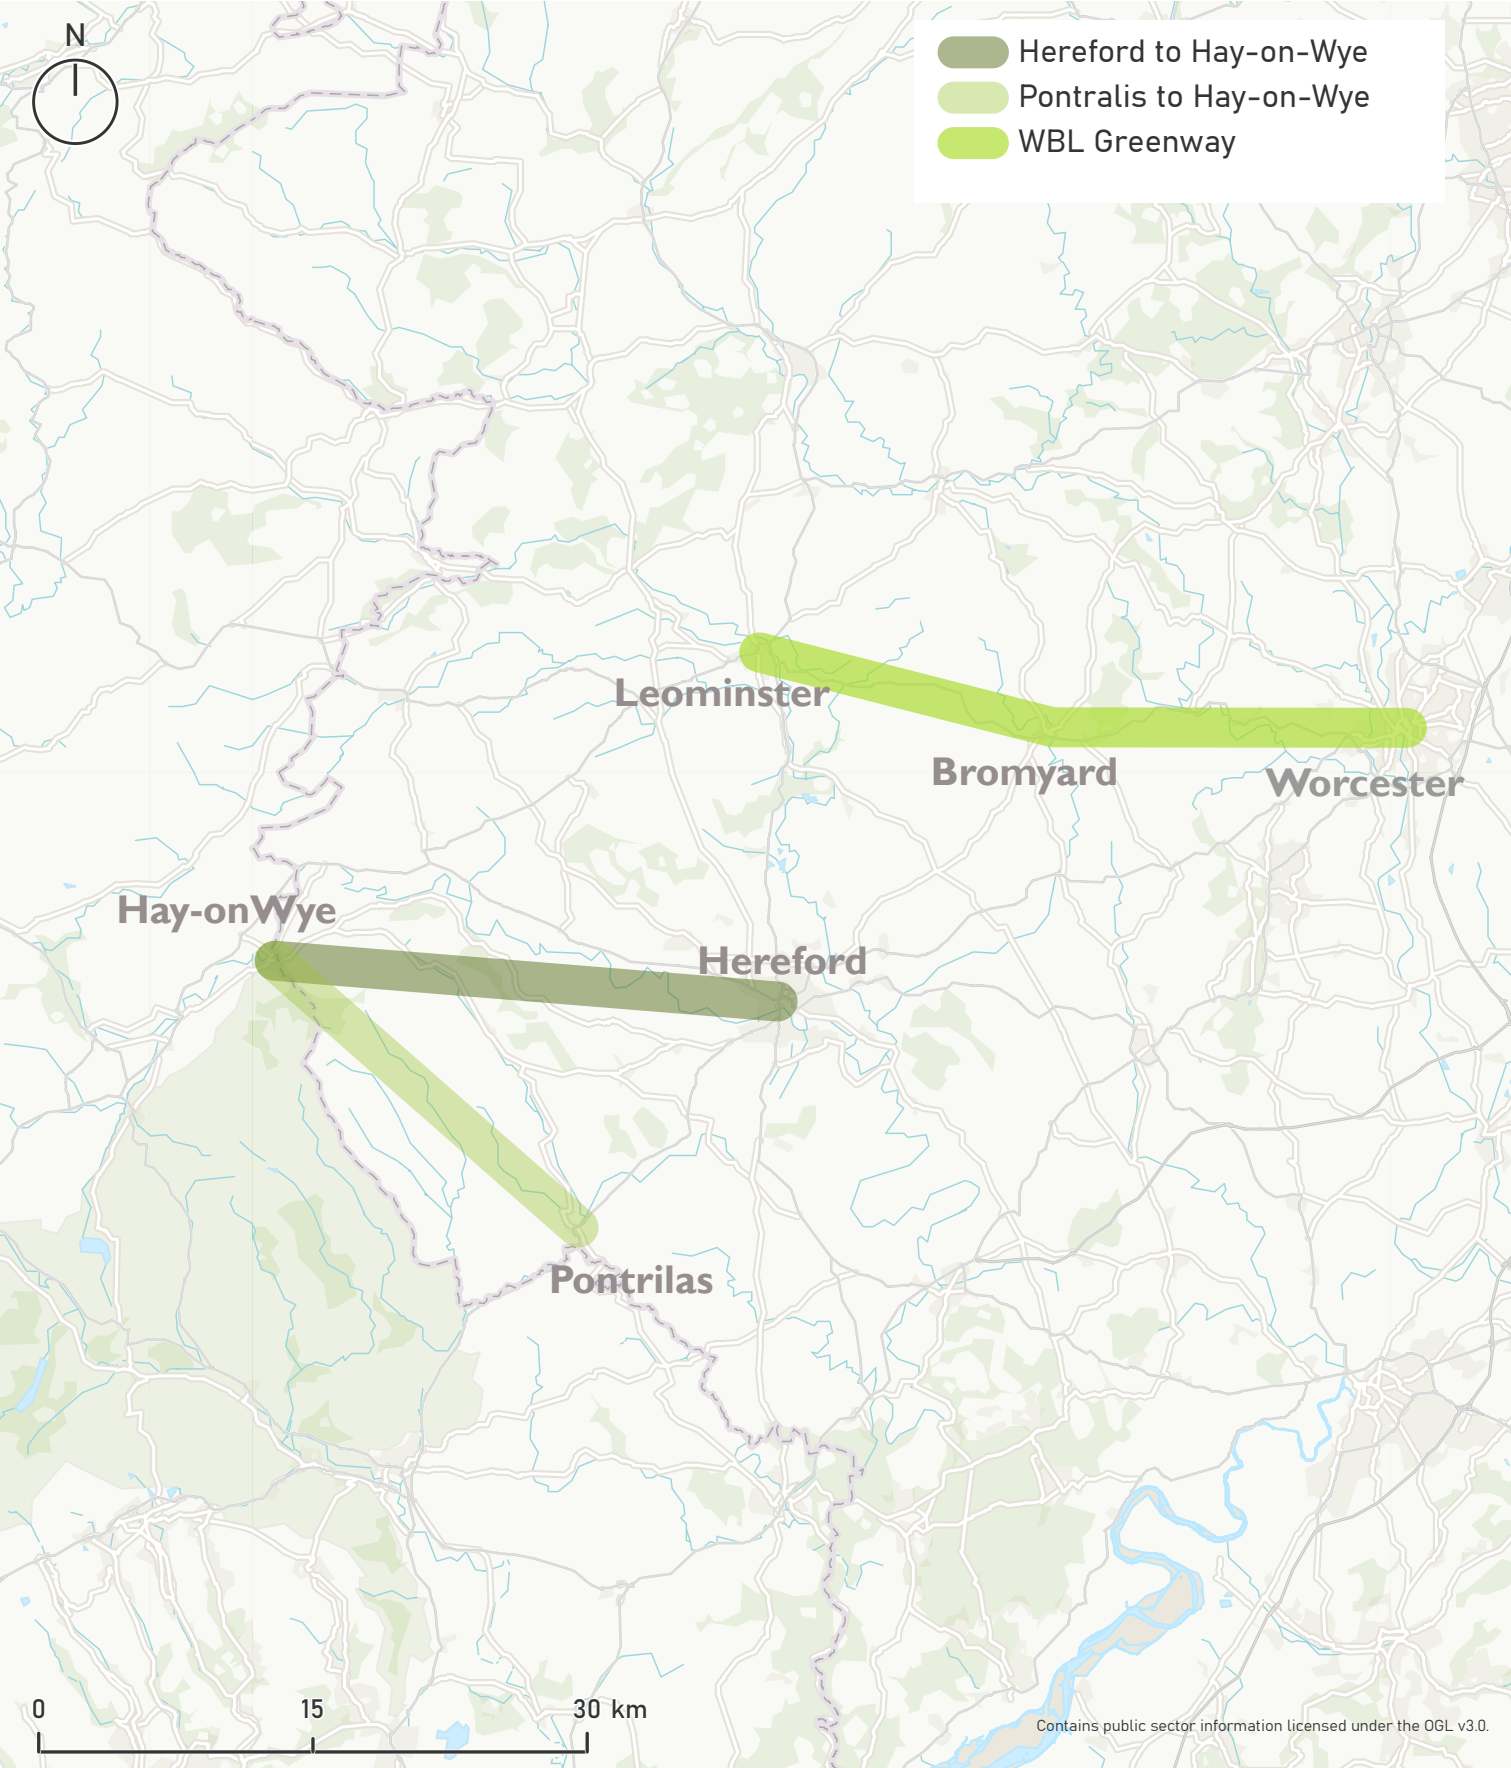 N
Hereford to Hay-on-Wye
Pontralis to Hay-on-Wye
WBL Greenway
Leominster
Bromyard
Worcester
Hay-onWye
Hereford
Pontrilas
0 15 30 km
Contains public sector information licensed under the OGL v3.0.